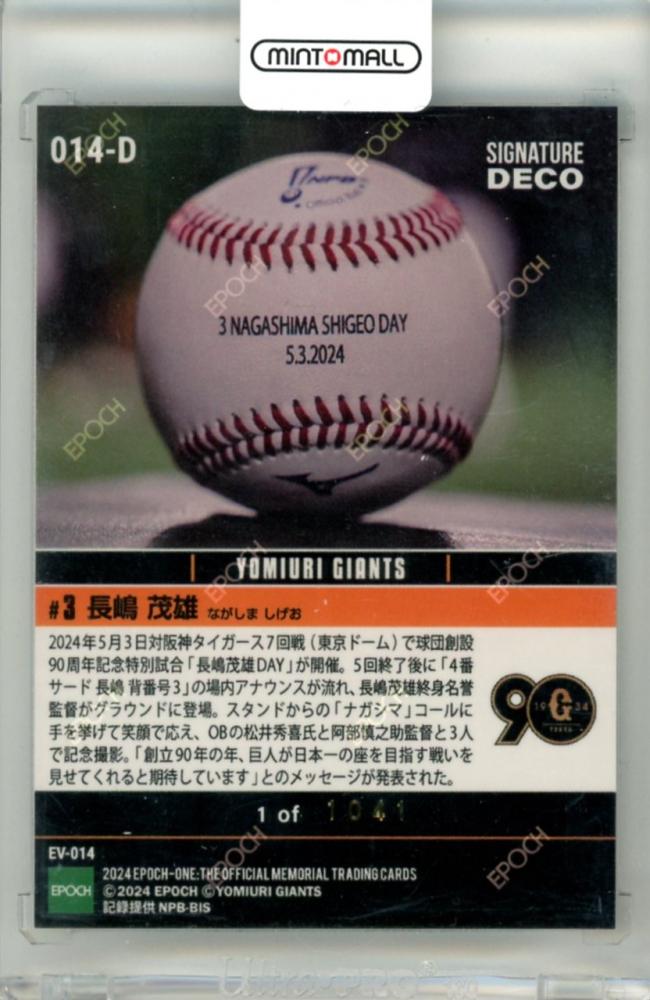 MINTMALL
014-D
SIGNATURE
DECO
EPOCH
EPOCH
EPOCH
EPOCH
EPOCH
3 NAGASHIMA SHIGEO DAY
5.3.2024
YOMIURI GIANTS
#3 長嶋 茂雄 ながしま しげお
2024年5月3日対阪神タイガース7回戦(東京ドーム)で球団創設
90周年記念特別試合「長嶋茂雄DAY」が開催。5回終了後に「4番
サード 長嶋 背番号3」の場内アナウンスが流れ、長嶋茂雄終身名誉
監督がグラウンドに登場。スタンドからの「ナガシマ」コールに
手を挙げて笑顔で応え、OBの松井秀喜氏と阿部慎之助監督と3人
で記念撮影。「創立90年の年、巨人が日本一の座を目指す戦いを
見せてくれると期待しています」とのメッセージが発表された。
90
1934
G
1 of 1041
EV-014
EPOCH
2024 EPOCH-ONE:THE OFFICIAL MEMORIAL TRADING CARDS
©2024 EPOCH ©YOMIURI GIANTS
記録提供 NPB-BIS
Ultra PRO